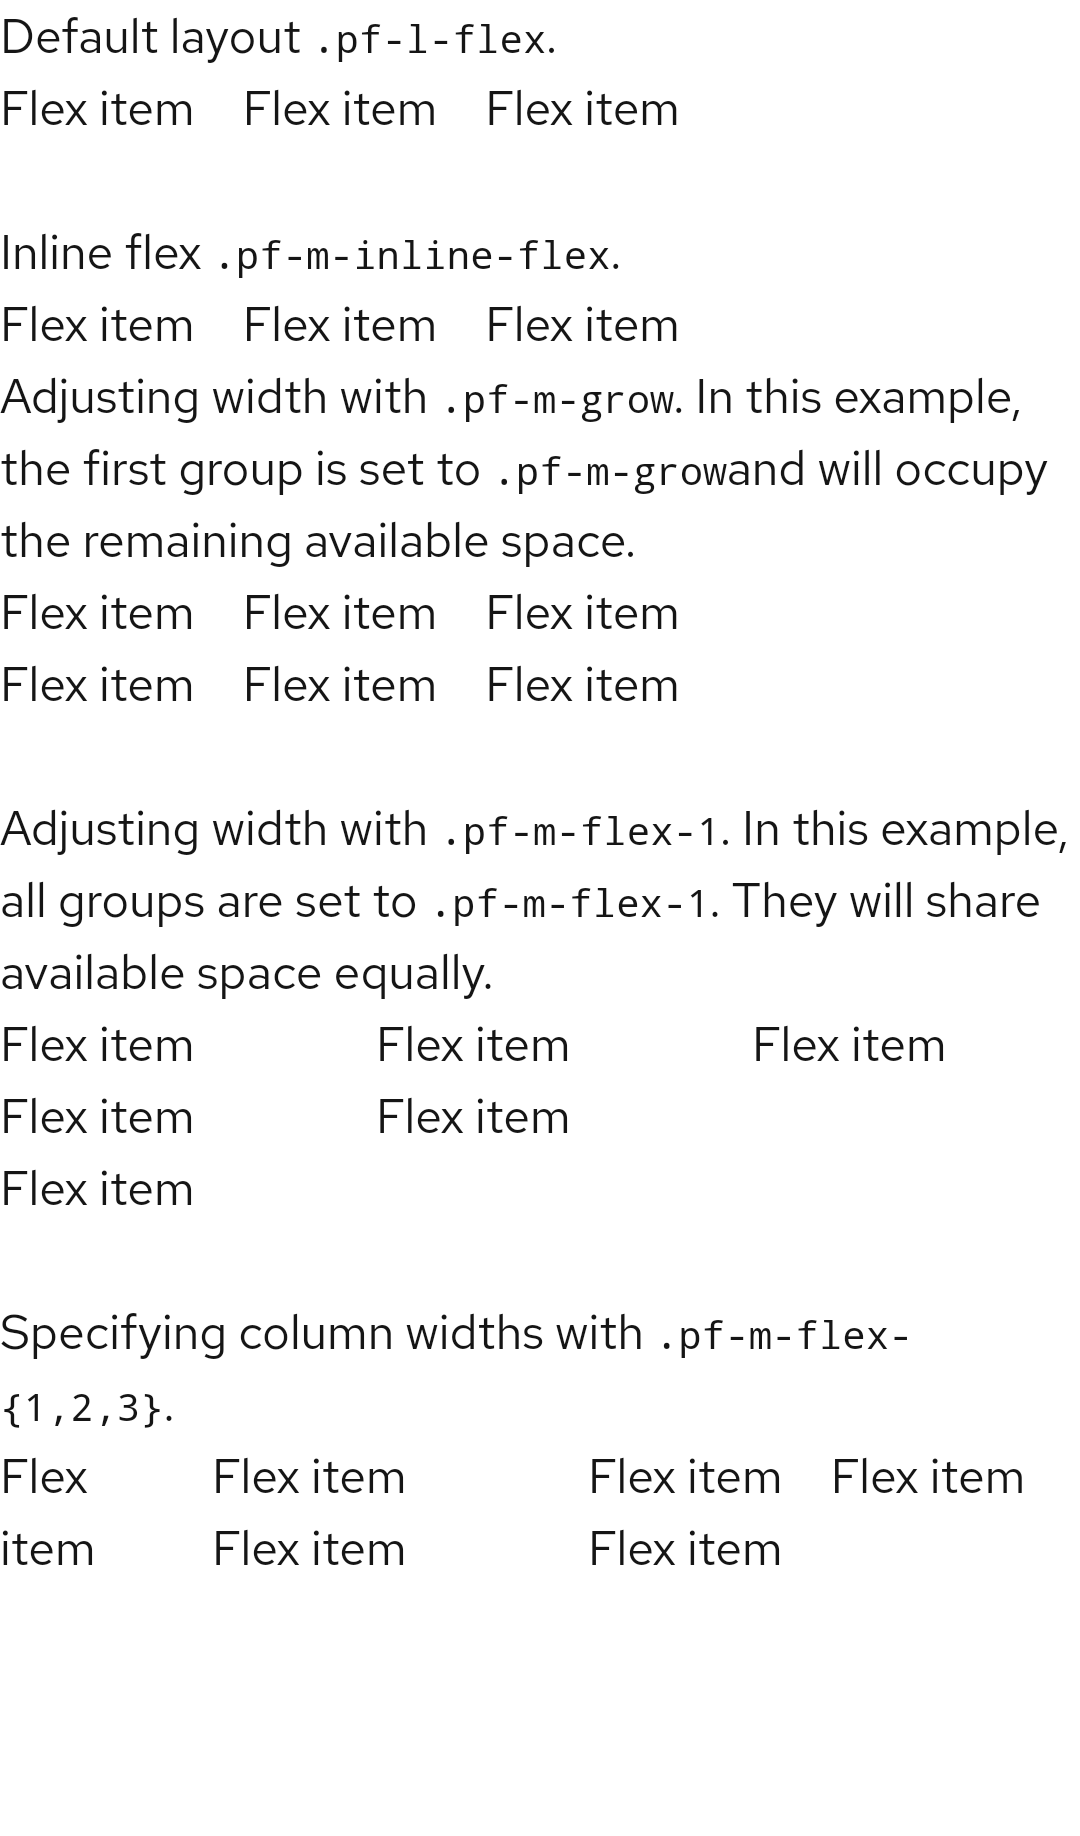 Default layout .pf-l-flex.
Flex item Flex item Flex item
Inline flex .pf-m-inline-flex.
Flex item Flex item Flex item
Adjusting width with .pf-m-grow. In this example,
the first group is set to .pf-m-growand will occupy
the remaining available space.
Flex item Flex item Flex item
Flex item Flex item Flex item
Adjusting width with .pf-m-flex-1. In this example,
all groups are set to .pf-m-flex-1. They will share
available space equally.
Flex item Flex item Flex item
Flex item Flex item
Flex item
Specifying column widths with .pf-m-flex-
{1,2,3}.
Flex Flex item Flex item Flex item
item Flex item Flex item